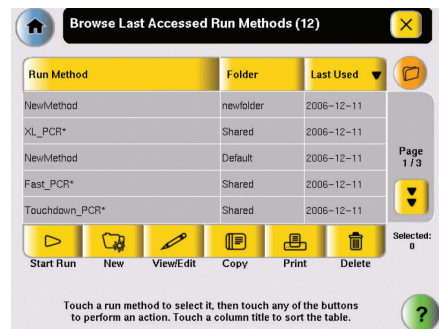 Browse Last Accessed Run Methods (12)
Run Method Folder Last Used
NewMethod newfolder 2006-12-11
XL_PCR* Shared 2006-12-11
NewMethod Default 2006-12-11
Fast_PCR* Shared 2006-12-11
Touchdown_PCR* Shared 2006-12-11
Page
1/3
Selected:
0
Start Run New View/Edit Copy Print Delete
Touch a run method to select it, then touch any of the buttons
to perform an action. Touch a column title to sort the table.
?